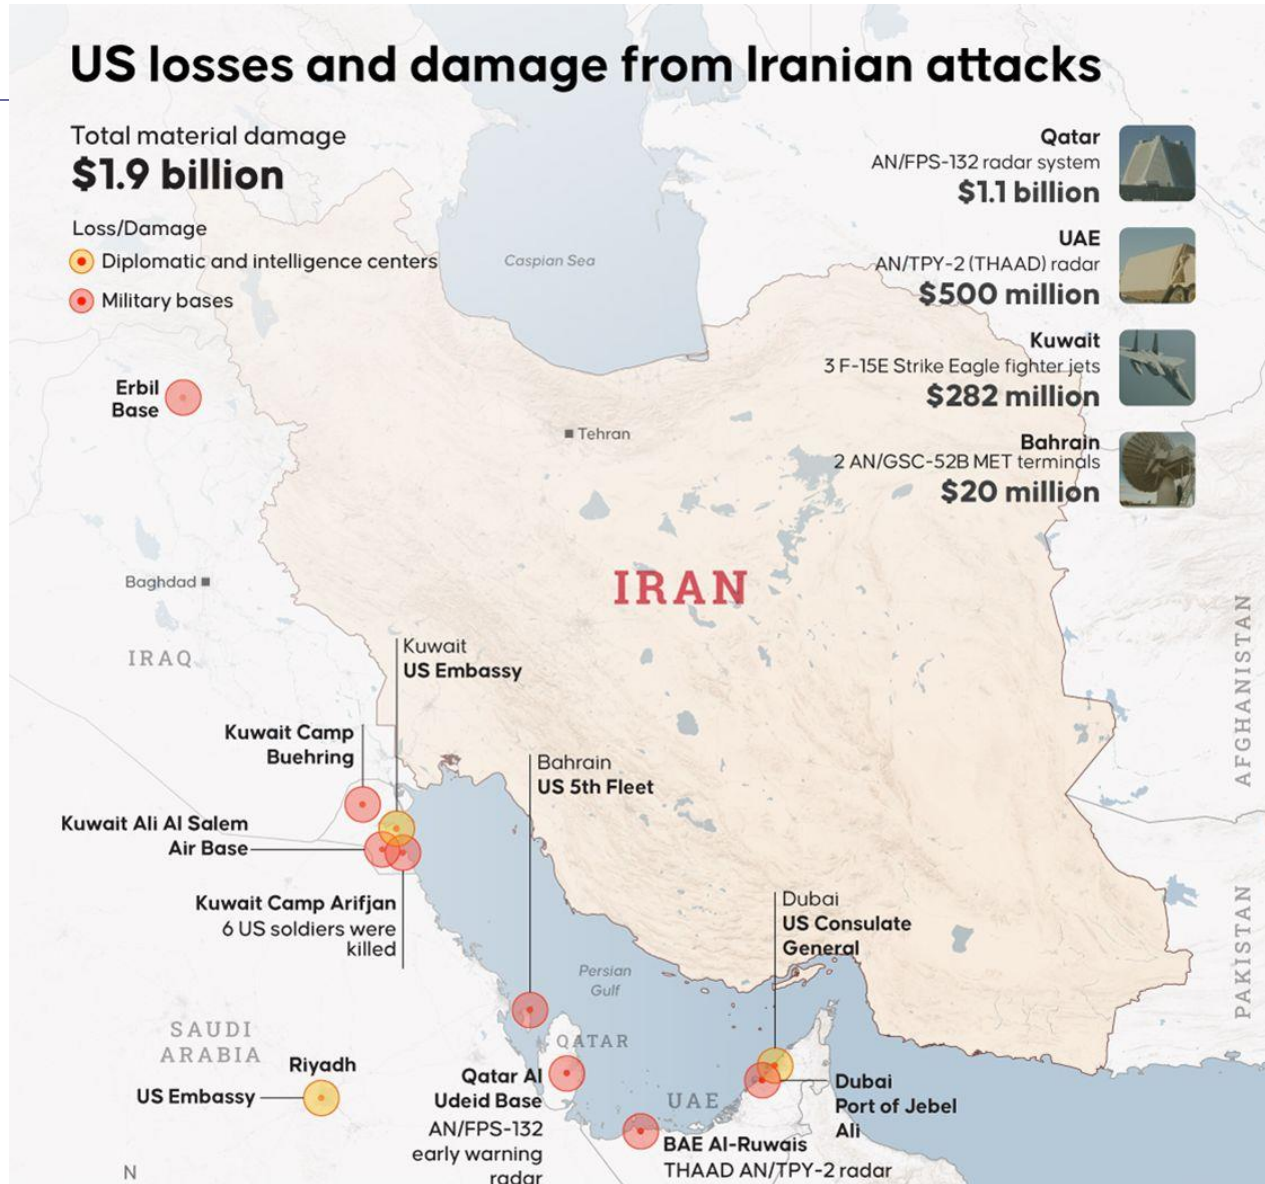 US losses and damage from Iranian attacks
Total material damage
$1.9 billion
Loss/Damage
Diplomatic and intelligence centers
Military bases
Qatar
AN/FPS-132 radar system
$1.1 billion
UAE
AN/TPY-2 (THAAD) radar
$500 million
Kuwait
3 F-15E Strike Eagle fighter jets
$282 million
Bahrain
2 AN/GSC-52B MET terminals
$20 million
Caspian Sea
Erbil
Base
Tehran
Baghdad
IRAN
IRAQ
AFGHANISTAN
Kuwait
US Embassy
Kuwait Camp
Buehring
Bahrain
US 5th Fleet
Kuwait Ali Al Salem
Air Base
Kuwait Camp Arifjan
6 US soldiers were
killed
Dubai
US Consulate
General
PAKISTAN
Persian
Gulf
SAUDI
ARABIA
QATAR
Riyadh
US Embassy
Qatar Al
Udeid Base
AN/FPS-132
early warning
radar
UAE
Dubai
Port of Jebel
Ali
BAE Al-Ruwais
THAAD AN/TPY-2 radar
N